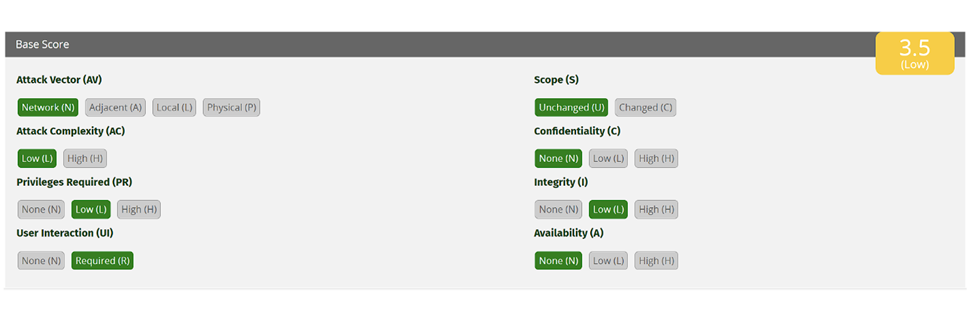 Base Score
3.5
(Low)
Attack Vector (AV)
Network (N) Adjacent (A) Local (L) Physical (P)
Attack Complexity (AC)
Low (L) High (H)
Privileges Required (PR)
None (N) Low (L) High (H)
User Interaction (UI)
None (N) Required (R)
Scope (S)
Unchanged (U) Changed (C)
Confidentiality (C)
None (N) Low (L) High (H)
Integrity (I)
None (N) Low (L) High (H)
Availability (A)
None (N) Low (L) High (H)